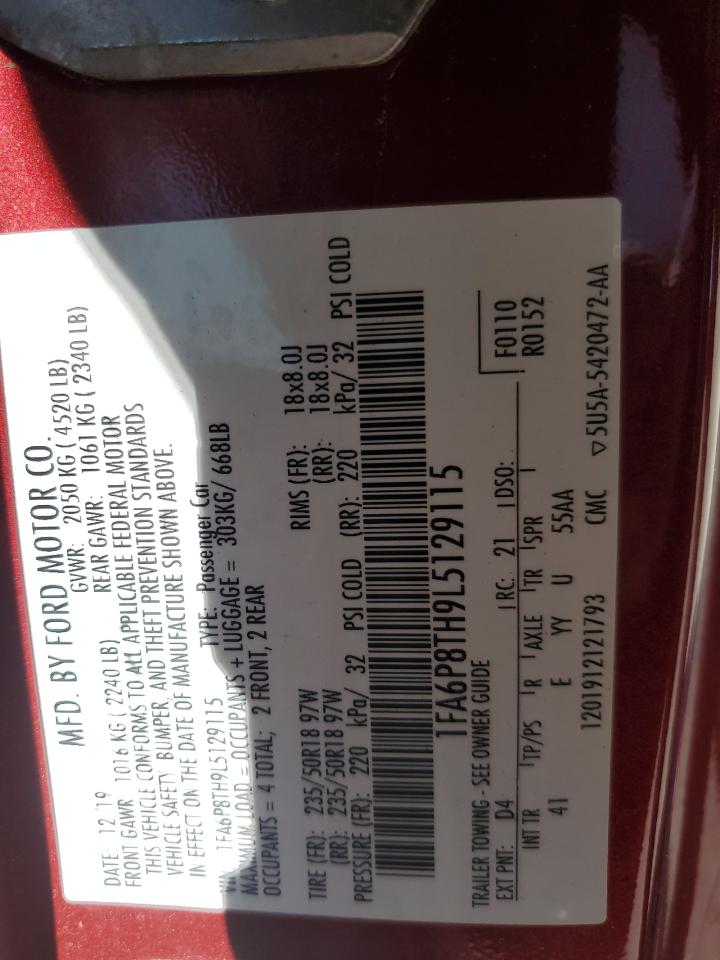 MFD. BY FORD MOTOR CO.
DATE: 12/19 GVWR: 2050 KG ( 4520 LB)
FRONT GAWR: 1016 KG ( 2240 LB) REAR GAWR: 1061 KG ( 2340 LB)
THIS VEHICLE CONFORMS TO ALL APPLICABLE FEDERAL MOTOR
VEHICLE SAFETY, BUMPER, AND THEFT PREVENTION STANDARDS
IN EFFECT ON THE DATE OF MANUFACTURE SHOWN ABOVE.
1FA6P8TH9L5129115 TYPE: Passenger Car
MAXIMUM LOAD = OCCUPANTS + LUGGAGE = 303KG/ 668LB
OCCUPANTS = 4 TOTAL; 2 FRONT, 2 REAR
TIRE (FR): 235/50R18 97W RIMS (FR): 18x8.0J
(RR): 235/50R18 97W (RR): 18x8.0J
PRESSURE (FR): 220 kPa/ 32 PSI COLD (RR): 220 kPa/ 32 PSI COLD
1FA6P8TH9L5129115
TRAILER TOWING - SEE OWNER GUIDE
EXT PNT: D4 RC: 21 DSO: F0110
INT TR TP/PS R AXLE TR SPR R0152
41 E YY U 55AA
1201912121793 CMC ▽5U5A-5420472-AA